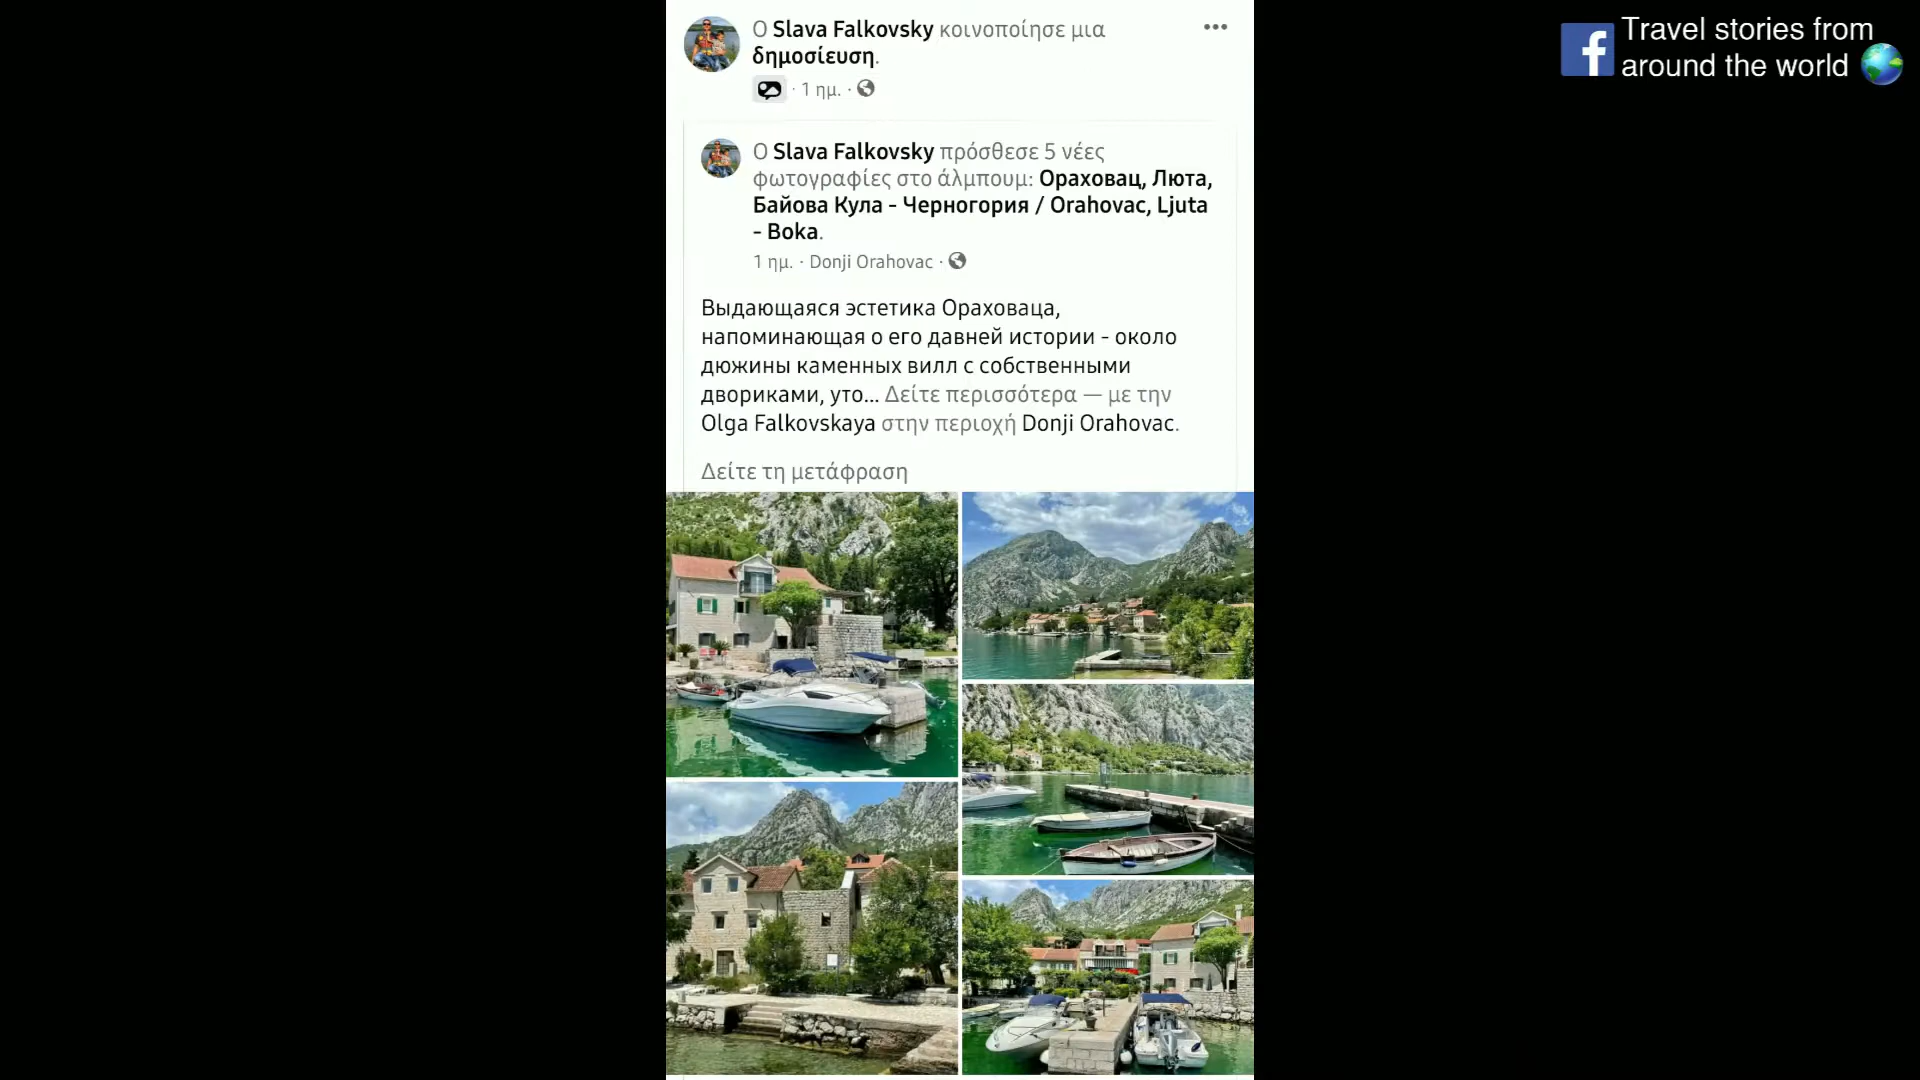 Ο Slava Falkovsky κοινοποίησε μια
δημοσίευση.
· 1 ημ. ·
Ο Slava Falkovsky πρόσθεσε 5 νέες
φωτογραφίες στο άλμπουμ: Ораховац, Люта,
Байова Кула - Черногория / Orahovac, Ljuta
- Boka.
1 ημ. · Donji Orahovac ·
Выдающаяся эстетика Ораховаца,
напоминающая о его давней истории - около
дюжины каменных вилл с собственными
двориками, уто... Δείτε περισσότερα — με την
Olga Falkovskaya στην περιοχή Donji Orahovac.
Δείτε τη μετάφραση
Travel stories from
around the world